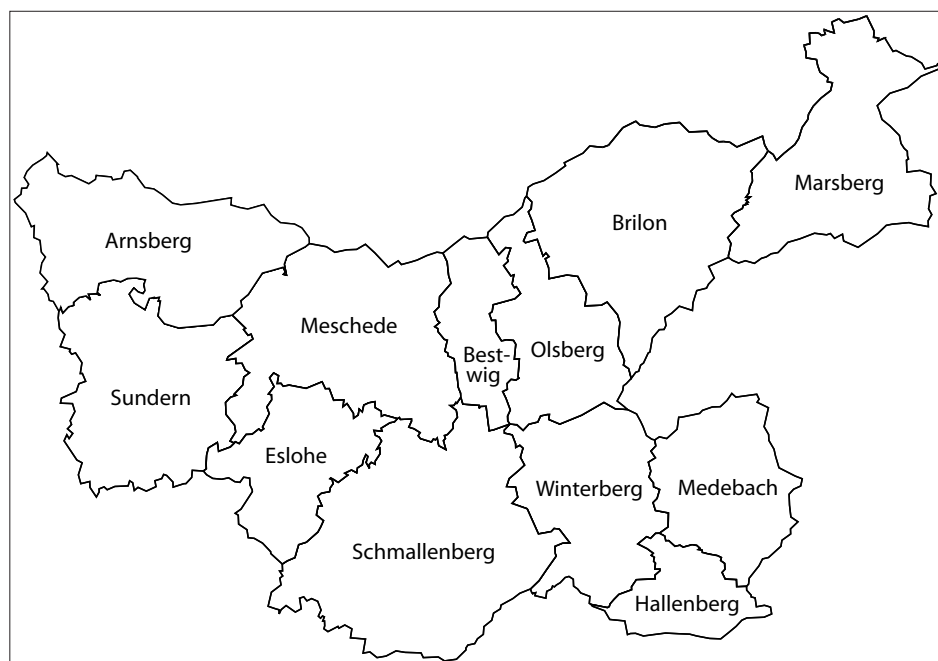 Marsberg
Brilon
Arnsberg
Meschede
Olsberg
Best-
wig
Sundern
Eslohe
Winterberg
Medebach
Schmallenberg
Hallenberg